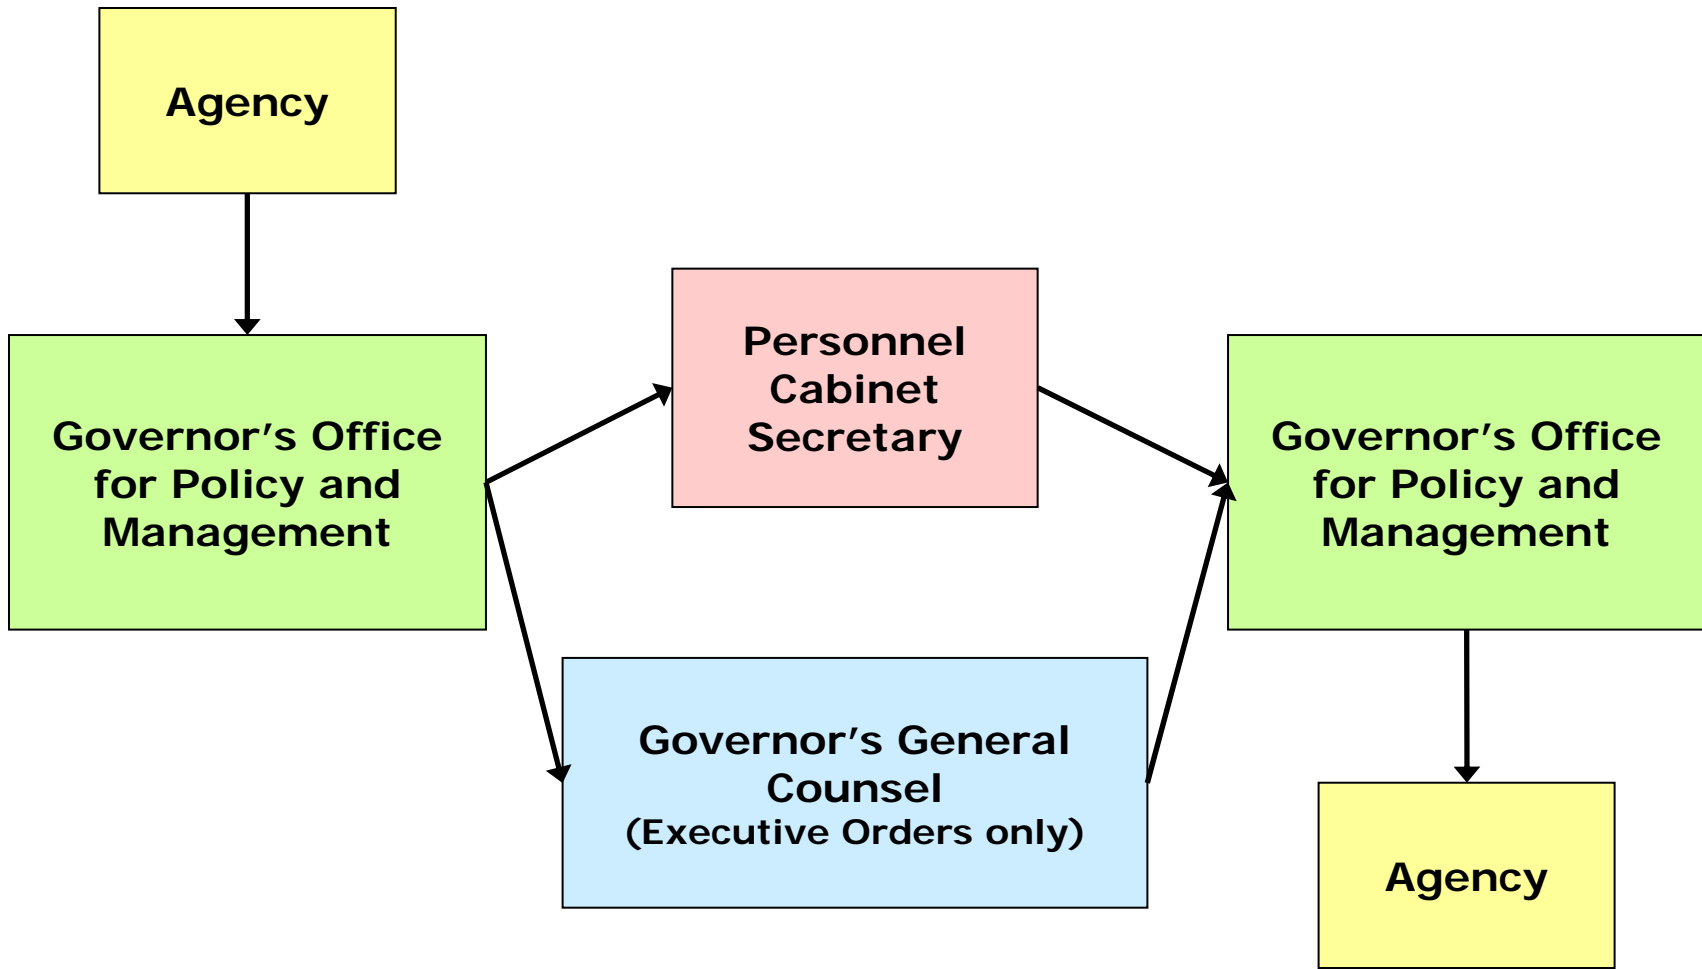 Agency
Governor’s Office
for Policy and
Management
Personnel
Cabinet
Secretary
Governor’s General
Counsel
(Executive Orders only)
Governor’s Office
for Policy and
Management
Agency